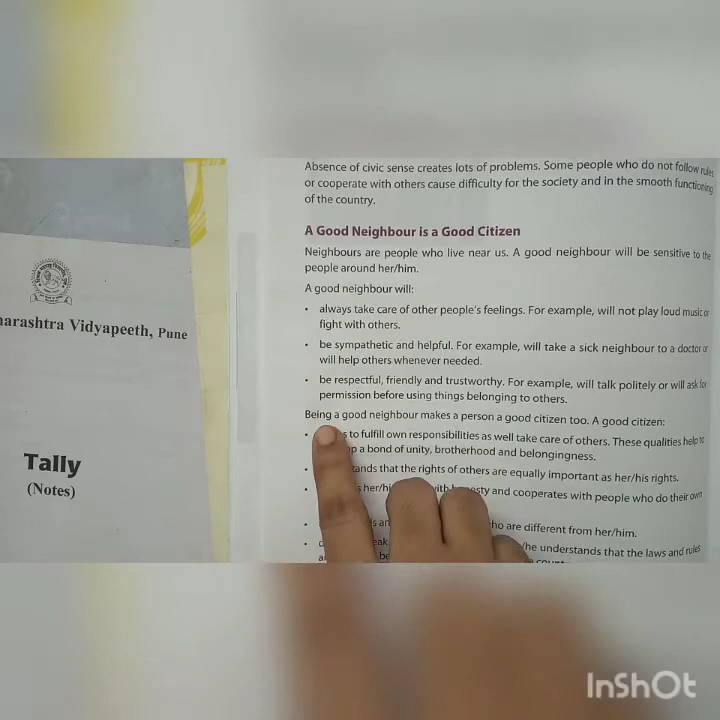 Absence of civic sense creates lots of problems. Some people who do not follow rules
or cooperate with others cause difficulty for the society and in the smooth functioning
of the country.
A Good Neighbour is a Good Citizen
Neighbours are people who live near us. A good neighbour will be sensitive to the
people around her/him.
A good neighbour will:
• always take care of other people's feelings. For example, will not play loud music or
fight with others.
• be sympathetic and helpful. For example, will take a sick neighbour to a doctor or
will help others whenever needed.
• be respectful, friendly and trustworthy. For example, will talk politely or will ask for
permission before using things belonging to others.
Being a good neighbour makes a person a good citizen too. A good citizen:
• to fulfill own responsibilities as well take care of others. These qualities help to
a bond of unity, brotherhood and belongingness.
• that the rights of others are equally important as her/his rights.
• and cooperates with people who do their own
• are different from her/him.
• understands that the laws and rules
Vidyapeeth, Pune
Tally
(Notes)
InShOt